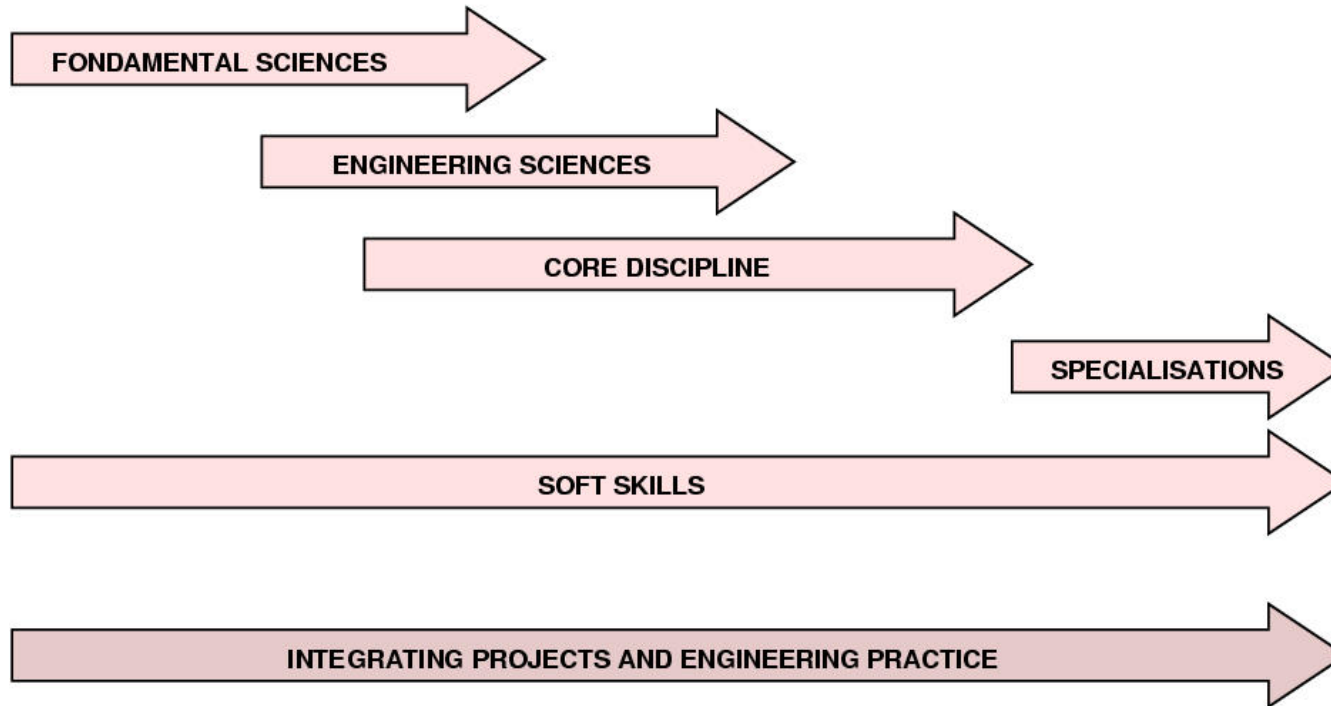 FONDAMENTAL SCIENCES
ENGINEERING SCIENCES
CORE DISCIPLINE
SPECIALISATIONS
SOFT SKILLS
INTEGRATING PROJECTS AND ENGINEERING PRACTICE